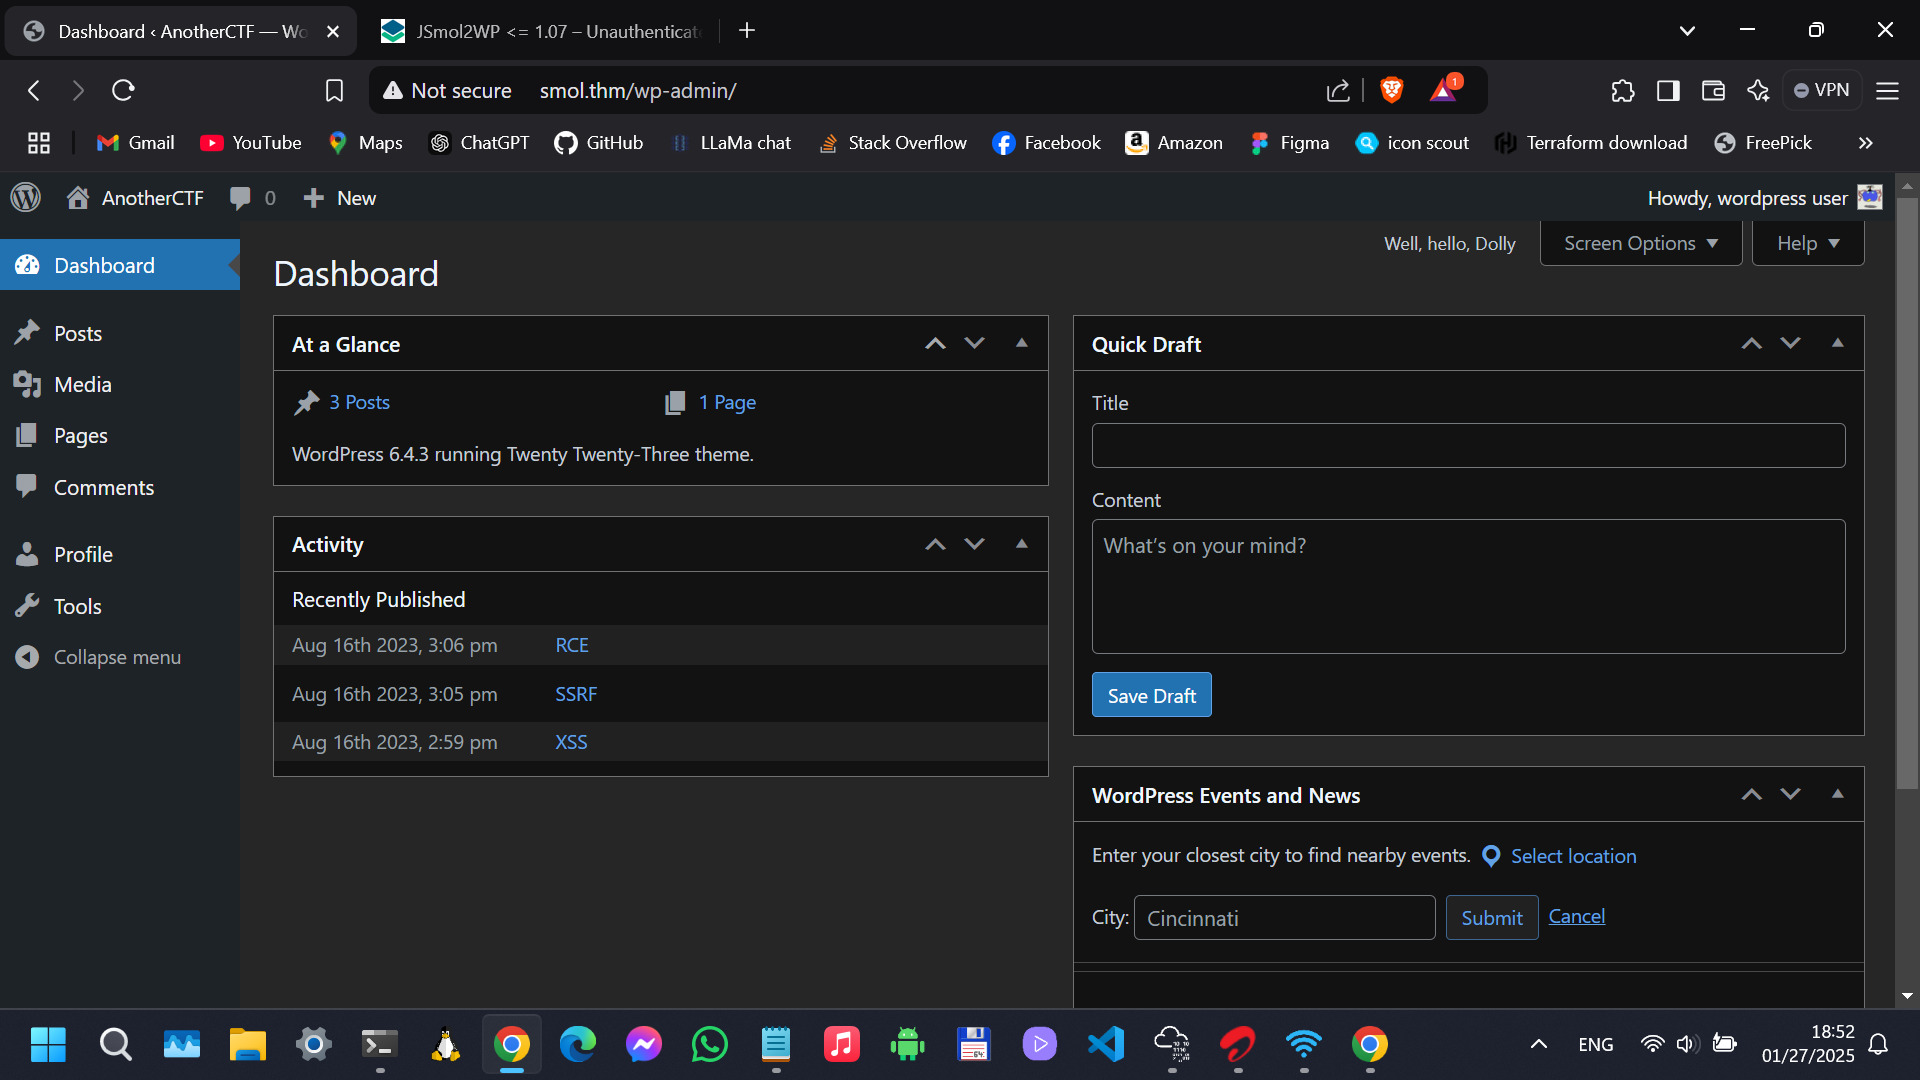 Dashboard ‹ AnotherCTF — Wo
JSmol2WP <= 1.07 – Unauthenticat
Not secure smol.thm/wp-admin/
1
VPN
Gmail YouTube Maps ChatGPT GitHub LLaMa chat Stack Overflow Facebook Amazon Figma icon scout Terraform download FreePick
AnotherCTF 0 New
Howdy, wordpress user
Well, hello, Dolly
Screen Options
Help
Dashboard
Posts
Media
Pages
Comments
Profile
Tools
Collapse menu
Dashboard
At a Glance
3 Posts
1 Page
WordPress 6.4.3 running Twenty Twenty-Three theme.
Activity
Recently Published
Aug 16th 2023, 3:06 pm RCE
Aug 16th 2023, 3:05 pm SSRF
Aug 16th 2023, 2:59 pm XSS
Quick Draft
Title
Content
What's on your mind?
Save Draft
WordPress Events and News
Enter your closest city to find nearby events. Select location
City: Cincinnati Submit Cancel
ENG
18:52
01/27/2025